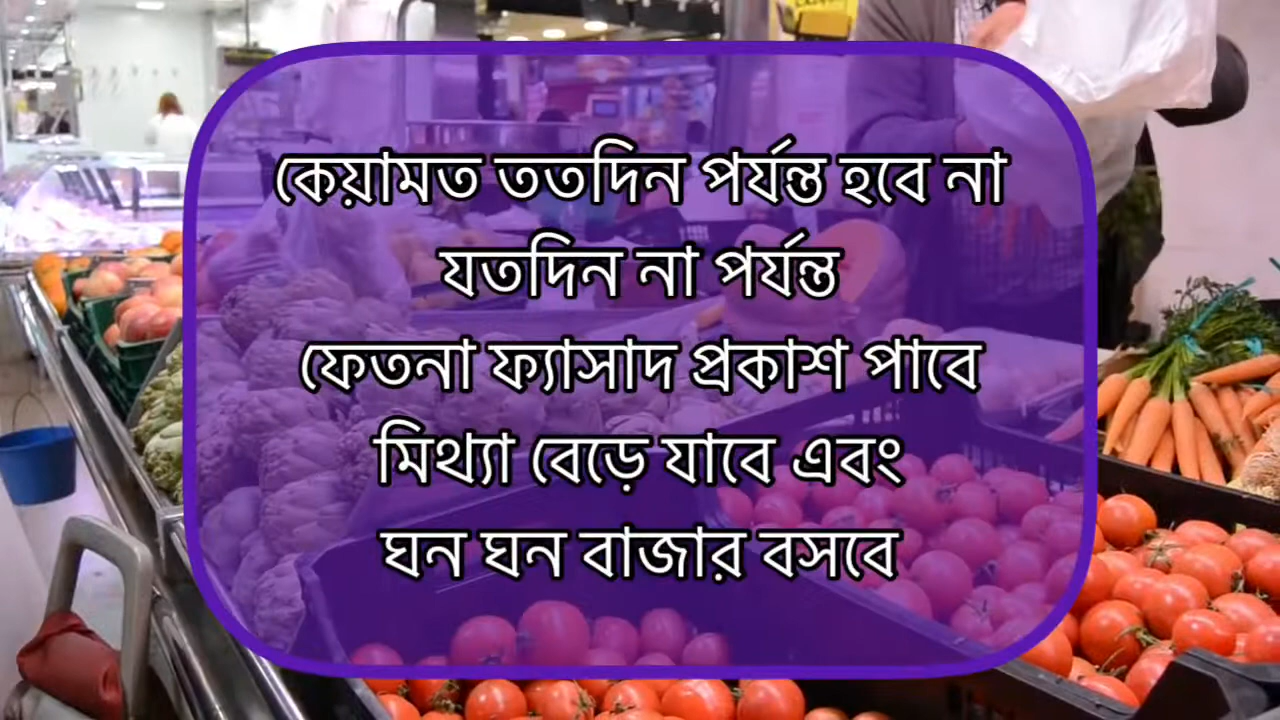 কেয়ামত ততদিন পর্যন্ত হবে না
যতদিন না পর্যন্ত
ফেতনা ফ্যাসাদ প্রকাশ পাবে
মিথ্যা বেড়ে যাবে এবং
ঘন ঘন বাজার বসবে